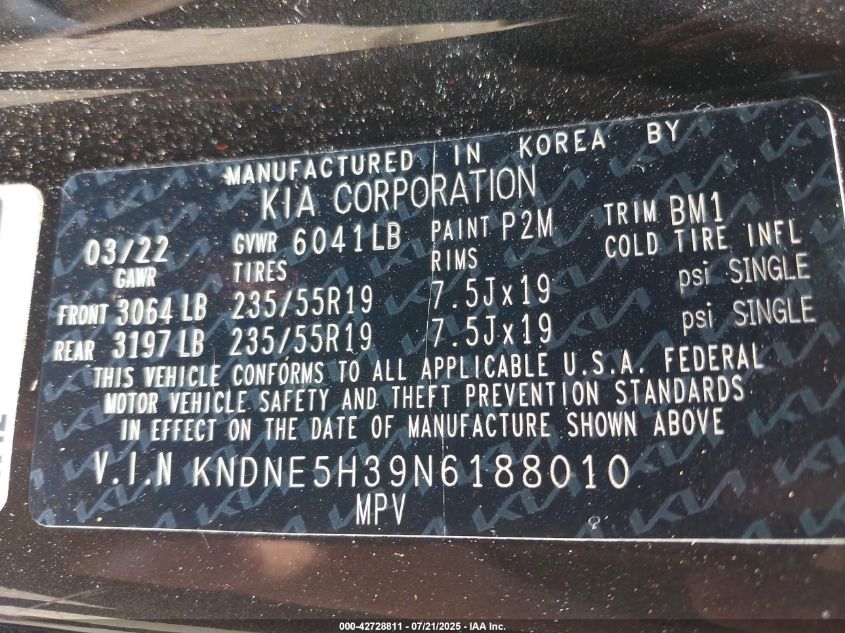 MANUFACTURED IN KOREA BY
KIA CORPORATION
03/22 GVWR 6041LB PAINT P2M TRIM BM1
GAWR TIRES RIMS COLD TIRE INFL
FRONT 3064 LB 235/55R19 7.5Jx19 psi SINGLE
REAR 3197LB 235/55R19 7.5Jx19 psi SINGLE
THIS VEHICLE CONFORMS TO ALL APPLICABLE U.S.A. FEDERAL
MOTOR VEHICLE SAFETY AND THEFT PREVENTION STANDARDS
IN EFFECT ON THE DATE OF MANUFACTURE SHOWN ABOVE
V.I.N KNDNE5H39N6188010
MPV
000-42728811 - 07/21/2025 - IAA Inc.